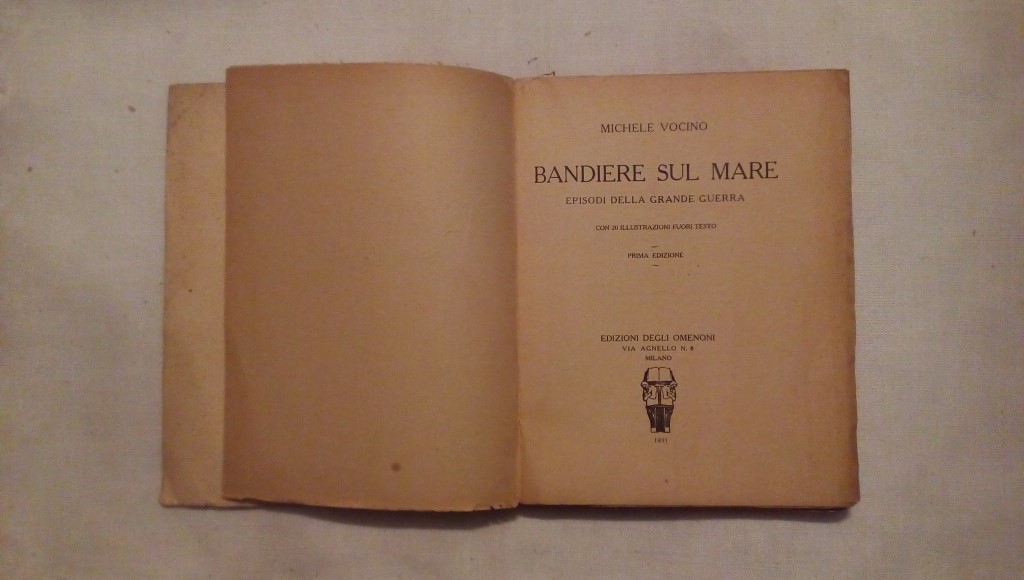 MICHELE VOCINO
BANDIERE SUL MARE
EPISODI DELLA GRANDE GUERRA
CON 20 ILLUSTRAZIONI FUORI TESTO
PRIMA EDIZIONE
EDIZIONI DEGLI OMENONI
VIA AGNELLO N. 8
MILANO
1931